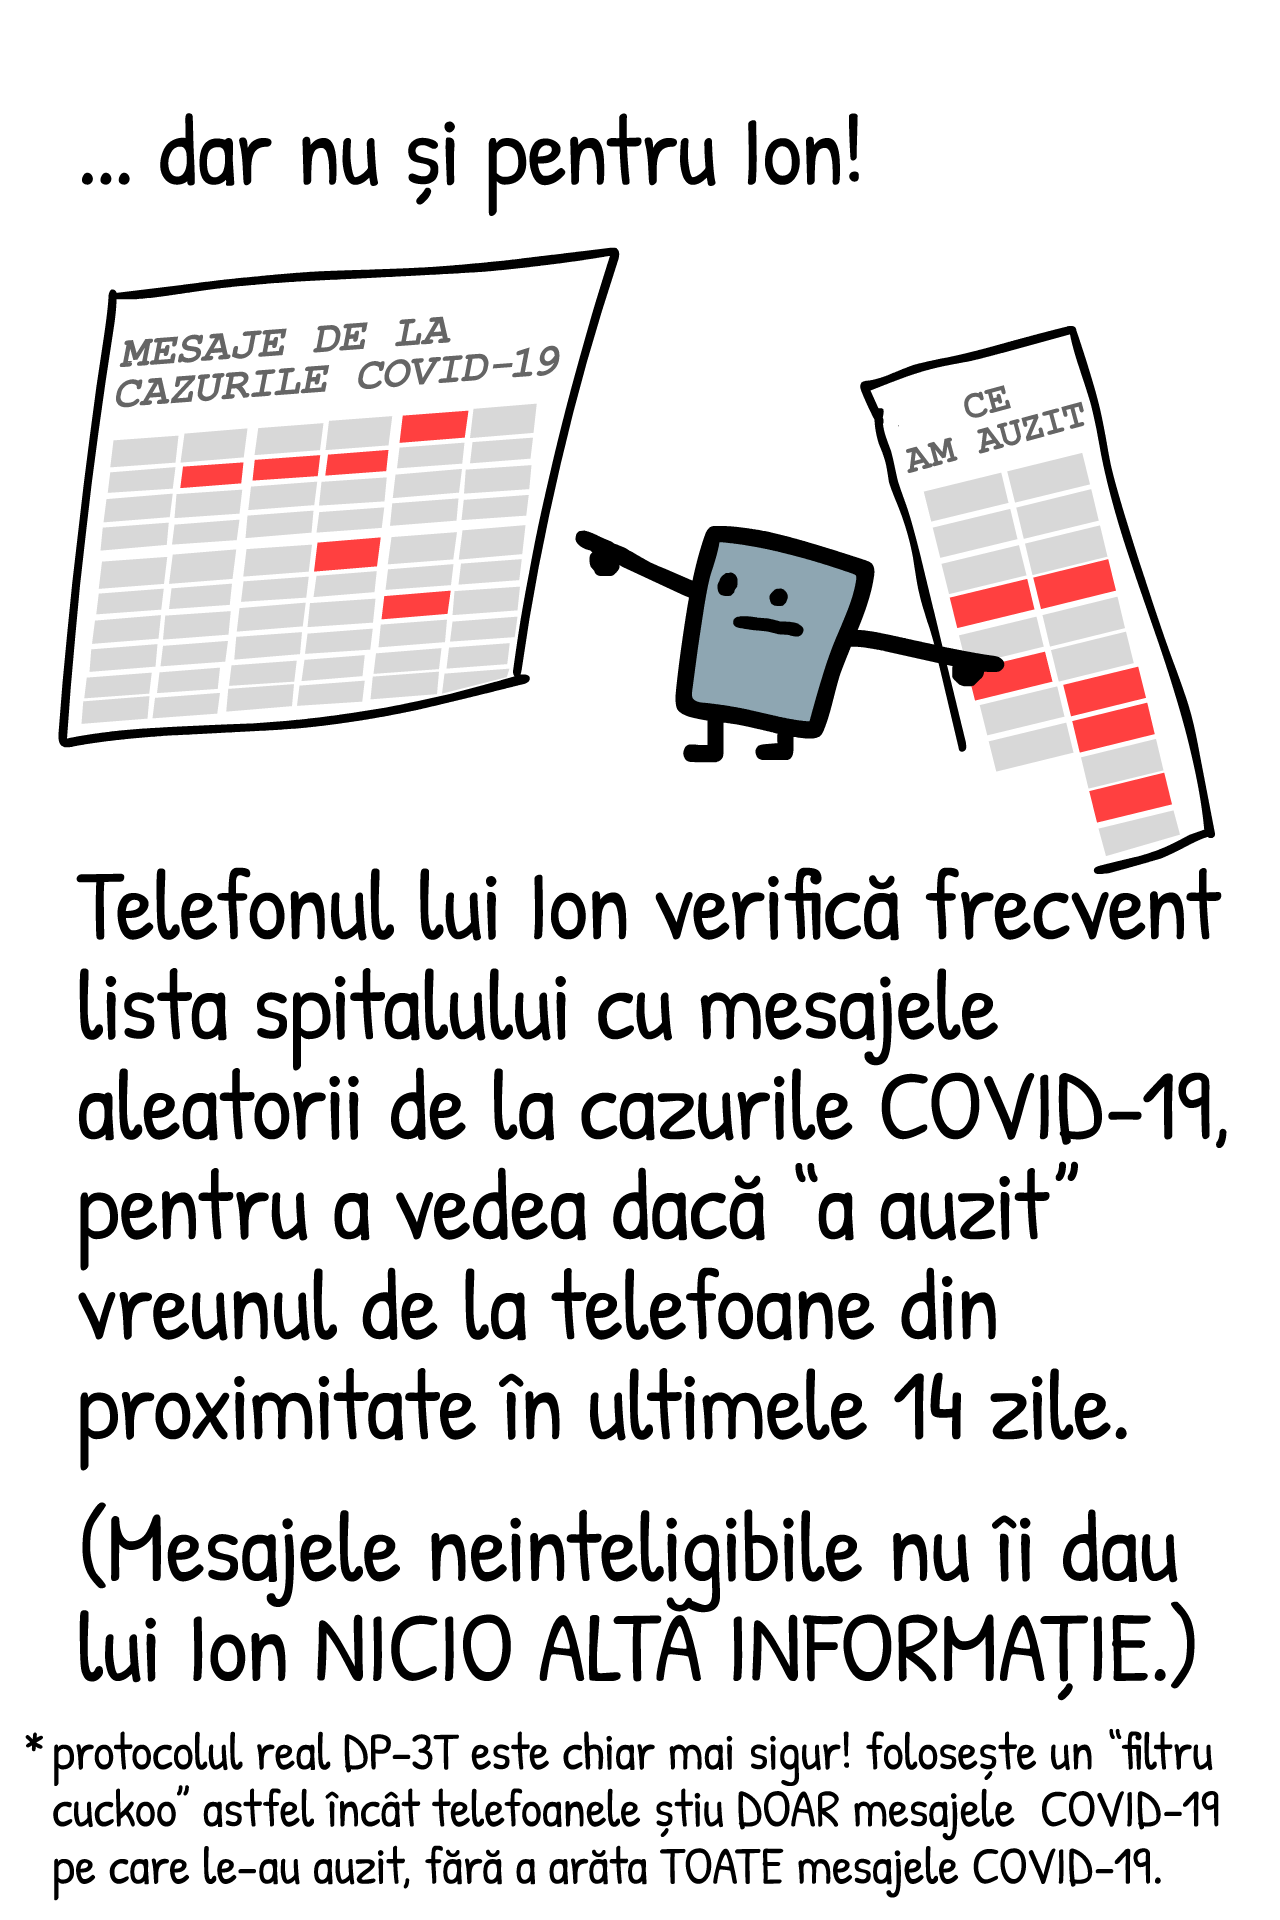 ... dar nu și pentru Ion!
MESAJE DE LA
CAZURILE COVID-19
CE
AM AUZIT
Telefonul lui Ion verifică frecvent
lista spitalului cu mesajele
aleatorii de la cazurile COVID-19,
pentru a vedea dacă “a auzit”
vreunul de la telefoane din
proximitate în ultimele 14 zile.
(Mesajele neinteligibile nu îi dau
lui Ion NICIO ALTĂ INFORMAȚIE.)
* protocolul real DP-3T este chiar mai sigur! folosește un “filtru
cuckoo” astfel încât telefoanele știu DOAR mesajele COVID-19
pe care le-au auzit, fără a arăta TOATE mesajele COVID-19.